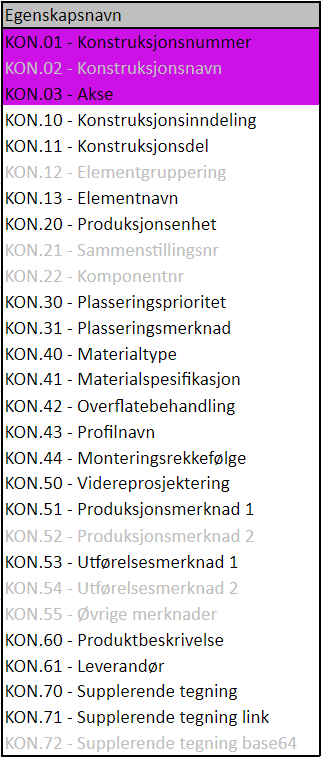 Egenskapsnavn
KON.01 - Konstruksjonsnummer
KON.02 - Konstruksjonsnavn
KON.03 - Akse
KON.10 - Konstruksjonsinndeling
KON.11 - Konstruksjonsdel
KON.12 - Elementgruppering
KON.13 - Elementnavn
KON.20 - Produksjonsenhet
KON.21 - Sammenstillingsnr
KON.22 - Komponentnr
KON.30 - Plasseringsprioritet
KON.31 - Plasseringsmerknad
KON.40 - Materialtype
KON.41 - Materialspesifikasjon
KON.42 - Overflatebehandling
KON.43 - Profilnavn
KON.44 - Monteringsrekkefølge
KON.50 - Videreprosjektering
KON.51 - Produksjonsmerknad 1
KON.52 - Produksjonsmerknad 2
KON.53 - Utførelsesmerknad 1
KON.54 - Utførelsesmerknad 2
KON.55 - Øvrige merknader
KON.60 - Produktbeskrivelse
KON.61 - Leverandør
KON.70 - Supplerende tegning
KON.71 - Supplerende tegning link
KON.72 - Supplerende tegning base64